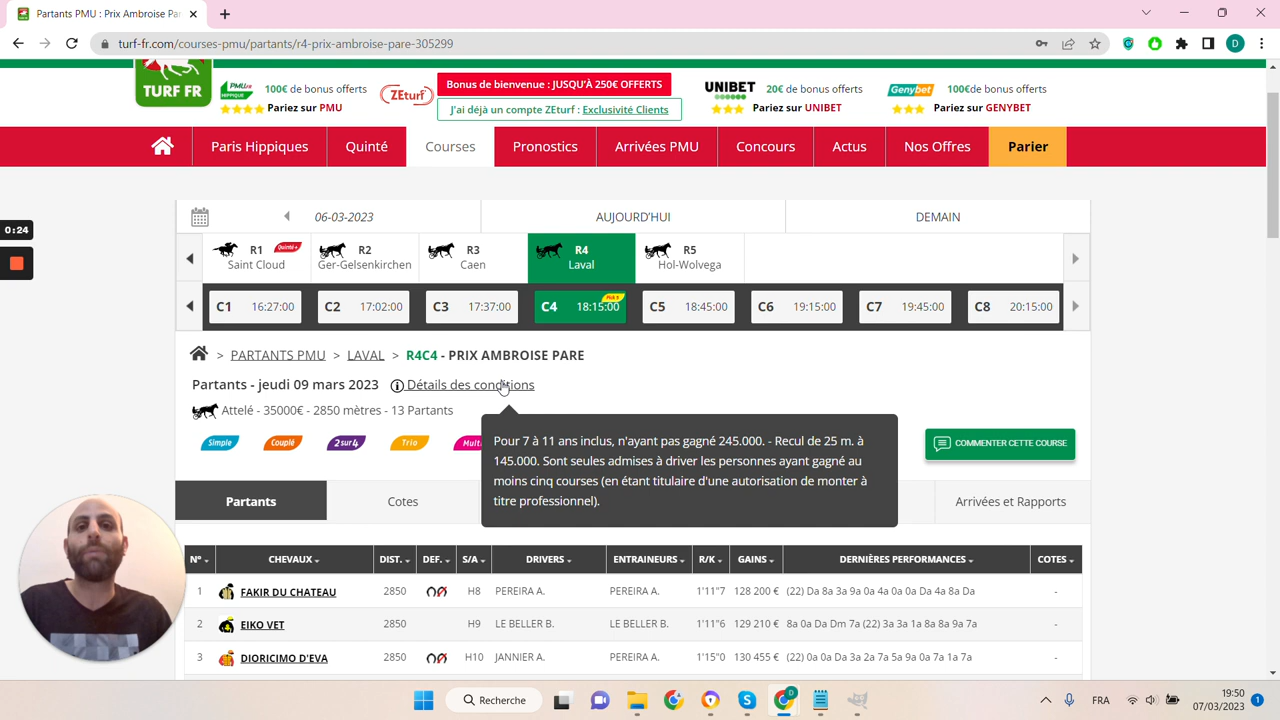 Partants PMU : Prix Ambroise Par
turf-fr.com/courses-pmu/partants/r4-prix-ambroise-pare-305299
D
TURF FR
PMU.fr HIPPIQUE 100€ de bonus offerts
Pariez sur PMU
ZEturf
Bonus de bienvenue : JUSQU'À 250€ OFFERTS
J'ai déjà un compte ZEturf : Exclusivité Clients
UNIBET 20€ de bonus offerts
Pariez sur UNIBET
Genybet 100€de bonus offerts
Pariez sur GENYBET
Paris Hippiques Quinté Courses Pronostics Arrivées PMU Concours Actus Nos Offres Parier
0:24
06-03-2023 AUJOURD'HUI DEMAIN
R1 Quinté+ R2 R3 R4 R5
Saint Cloud Ger-Gelsenkirchen Caen Laval Hol-Wolvega
C1 16:27:00 C2 17:02:00 C3 17:37:00 C4 18:15:00 C5 18:45:00 C6 19:15:00 C7 19:45:00 C8 20:15:00
> PARTANTS PMU > LAVAL > R4C4 - PRIX AMBROISE PARE
Partants - jeudi 09 mars 2023 Détails des conditions
Attelé - 35000€ - 2850 mètres - 13 Partants
Simple Couplé 2sur4 Trio Mult
Pour 7 à 11 ans inclus, n'ayant pas gagné 245.000. - Recul de 25 m. à
145.000. Sont seules admises à driver les personnes ayant gagné au
moins cinq courses (en étant titulaire d'une autorisation de monter à
titre professionnel).
COMMENTER CETTE COURSE
Partants Cotes Arrivées et Rapports
N° CHEVAUX DIST. DEF. S/A DRIVERS ENTRAINEURS R/K GAINS DERNIÈRES PERFORMANCES COTES
1 FAKIR DU CHATEAU 2850 H8 PEREIRA A. PEREIRA A. 1'11"7 128 200 € (22) Da 8a 3a 9a 0a 4a 0a 0a Da 4a 8a Da -
2 EIKO VET 2850 H9 LE BELLER B. LE BELLER B. 1'11"6 129 210 € 8a 0a Da Dm 7a (22) 3a 3a 1a 8a 8a 9a 7a -
3 DIORICIMO D'EVA 2850 H10 JANNIER A. PEREIRA A. 1'15"0 130 455 € (22) 0a 0a Da 3a 2a 7a 5a 9a 0a 7a 1a 7a -
Recherche
D
FRA
19:50
07/03/2023
1